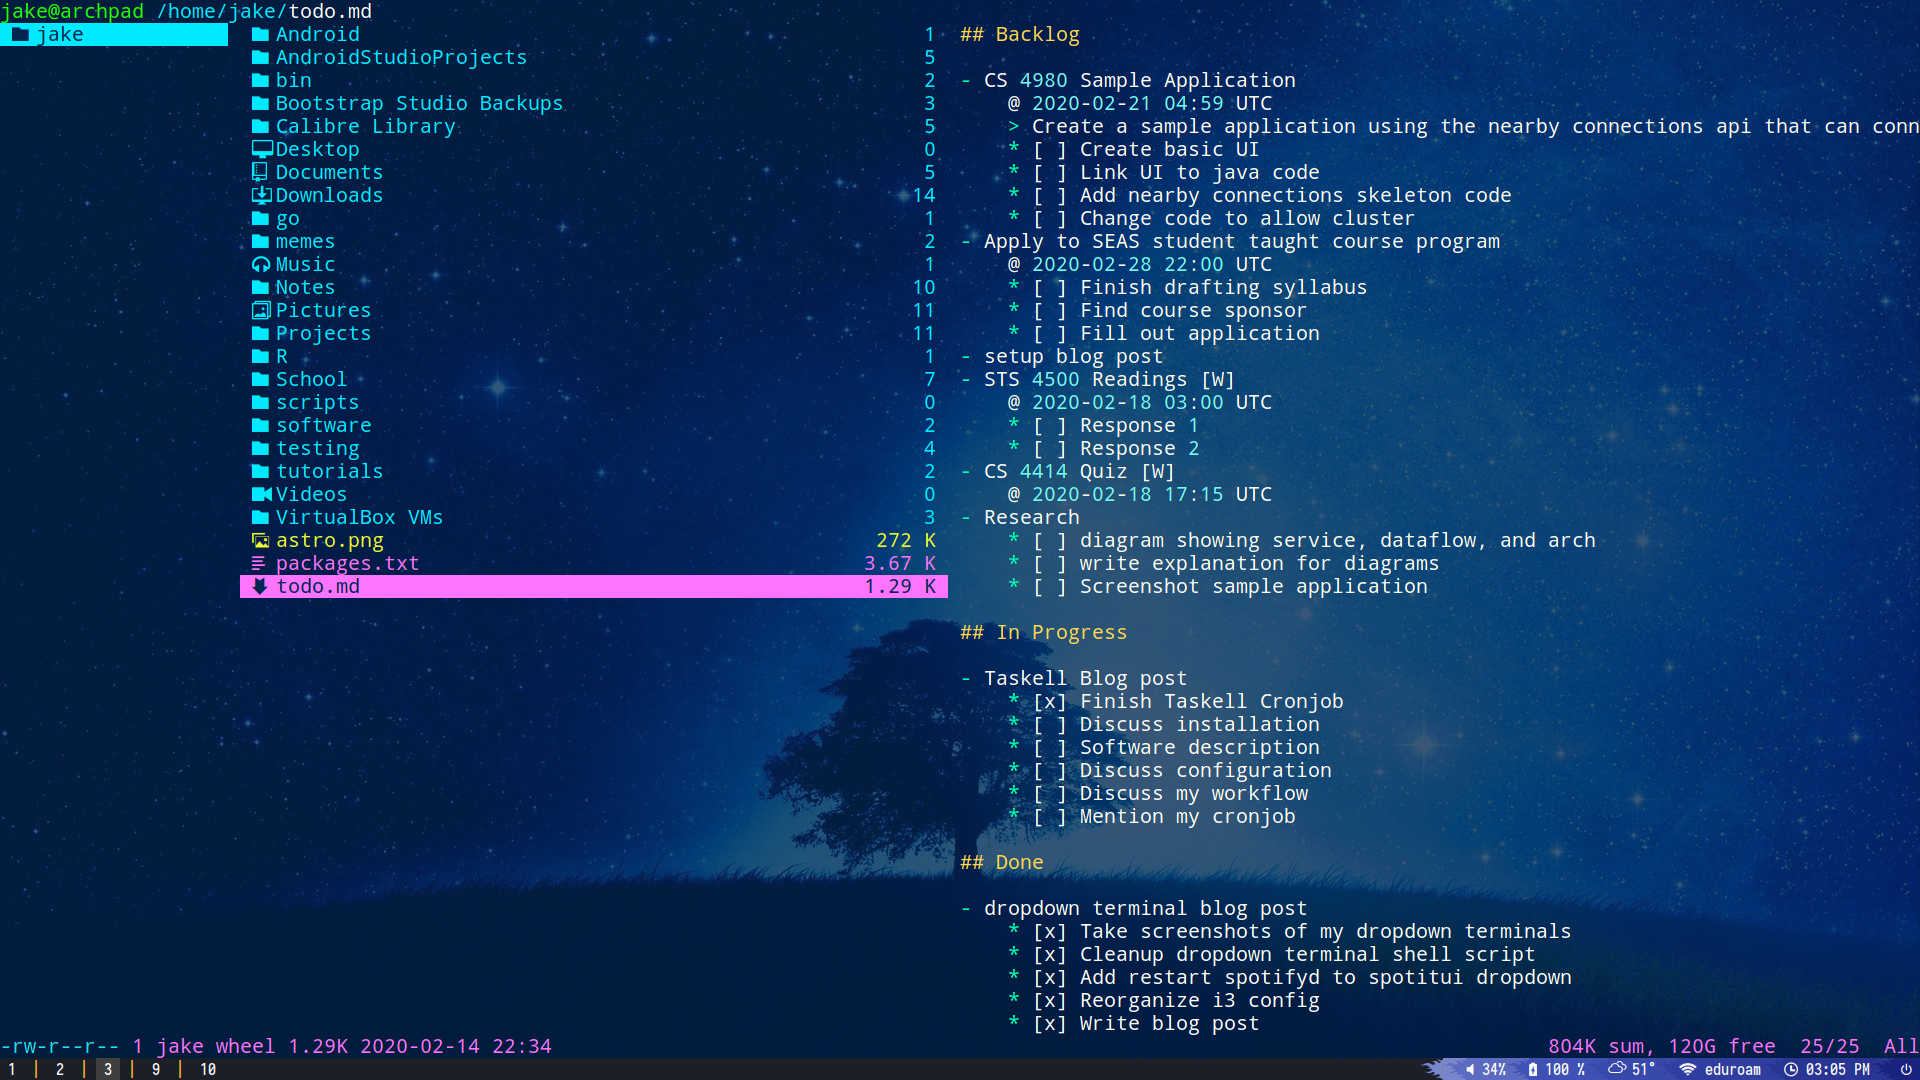 jake@archpad /home/jake/todo.md
jake
Android 1
AndroidStudioProjects 5
bin 2
Bootstrap Studio Backups 3
Calibre Library 5
Desktop 0
Documents 5
Downloads 14
go 1
memes 2
Music 1
Notes 10
Pictures 11
Projects 11
R 1
School 7
scripts 0
software 2
testing 4
tutorials 2
Videos 0
VirtualBox VMs 3
astro.png 272 K
packages.txt 3.67 K
todo.md 1.29 K
## Backlog
- CS 4980 Sample Application
@ 2020-02-21 04:59 UTC
> Create a sample application using the nearby connections api that can conn
* [ ] Create basic UI
* [ ] Link UI to java code
* [ ] Add nearby connections skeleton code
* [ ] Change code to allow cluster
- Apply to SEAS student taught course program
@ 2020-02-28 22:00 UTC
* [ ] Finish drafting syllabus
* [ ] Find course sponsor
* [ ] Fill out application
- setup blog post
- STS 4500 Readings [W]
@ 2020-02-18 03:00 UTC
* [ ] Response 1
* [ ] Response 2
- CS 4414 Quiz [W]
@ 2020-02-18 17:15 UTC
- Research
* [ ] diagram showing service, dataflow, and arch
* [ ] write explanation for diagrams
* [ ] Screenshot sample application
## In Progress
- Taskell Blog post
* [x] Finish Taskell Cronjob
* [ ] Discuss installation
* [ ] Software description
* [ ] Discuss configuration
* [ ] Discuss my workflow
* [ ] Mention my cronjob
## Done
- dropdown terminal blog post
* [x] Take screenshots of my dropdown terminals
* [x] Cleanup dropdown terminal shell script
* [x] Add restart spotifyd to spotitui dropdown
* [x] Reorganize i3 config
* [x] Write blog post
-rw-r--r-- 1 jake wheel 1.29K 2020-02-14 22:34
804K sum, 120G free 25/25 All
1 | 2 | 3 | 9 | 10
34% 100 % 51° eduroam 03:05 PM